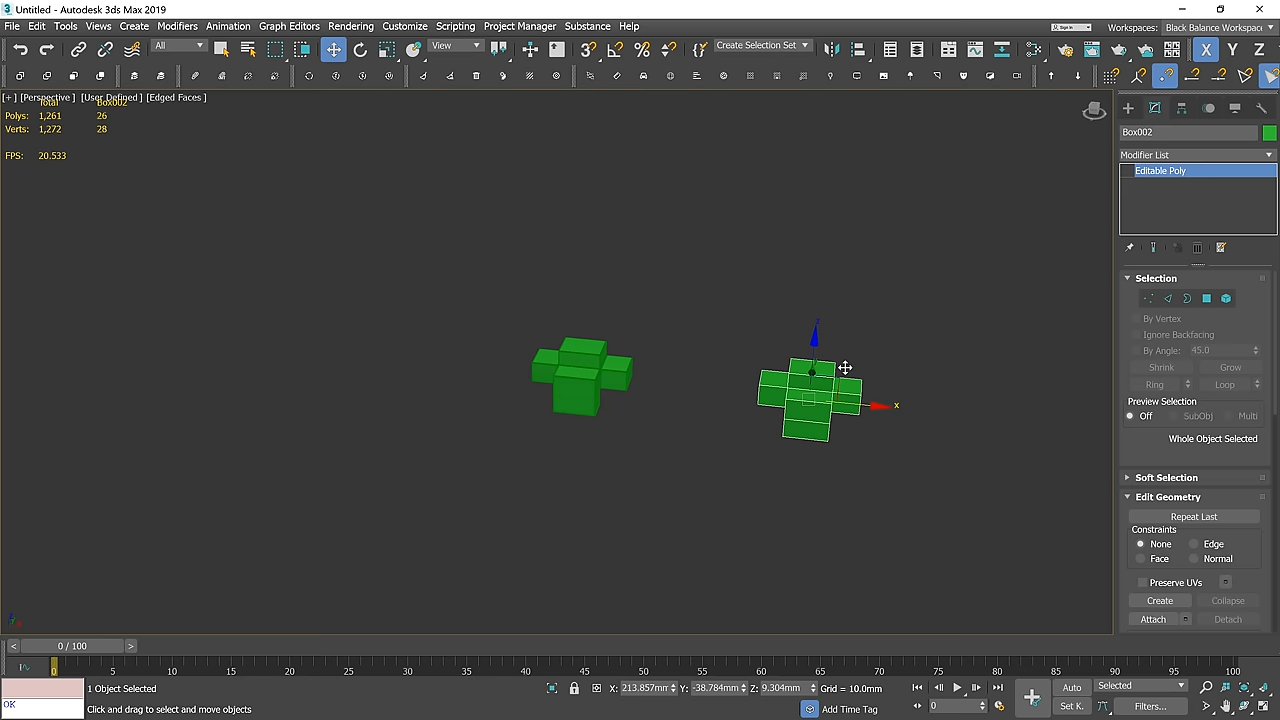 3 Untitled - Autodesk 3ds Max 2019
File Edit Tools Views Create Modifiers Animation Graph Editors Rendering Customize Scripting Project Manager Substance Help
Sign In Workspaces: Black Balance Workspac
All View Create Selection Set X Y Z
[+] [Perspective] [User Defined] [Edged Faces]
Total Box002
Polys: 1,261 26
Verts: 1,272 28
FPS: 20.533
z
x
Box002
Modifier List
Editable Poly
Selection
By Vertex
Ignore Backfacing
By Angle: 45.0
Shrink Grow
Ring Loop
Preview Selection
Off SubObj Multi
Whole Object Selected
Soft Selection
Edit Geometry
Repeat Last
Constraints
None Edge
Face Normal
Preserve UVs
Create Collapse
Attach Detach
< 0 / 100 >
0 5 10 15 20 25 30 35 40 45 50 55 60 65 70 75 80 85 90 95 100
1 Object Selected X: 213.857mm Y: -38.784mm Z: 9.304mm Grid = 10.0mm Auto Selected
OK Click and drag to select and move objects Add Time Tag 0 Set K. Filters...